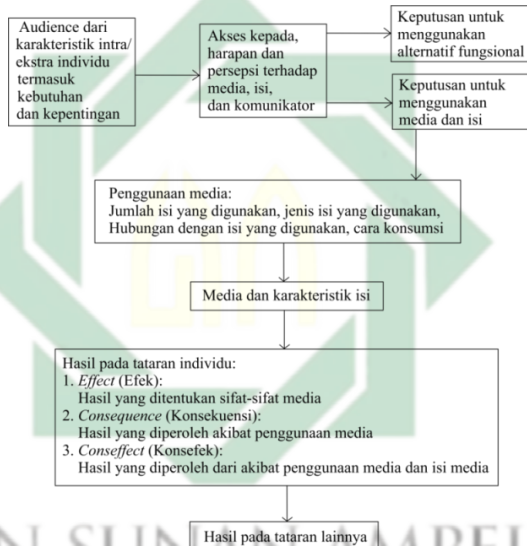 Audience dari
karakteristik intra/
ekstra individu
termasuk
kebutuhan
dan kepentingan
Akses kepada,
harapan dan
persepsi terhadap
media, isi,
dan komunikator
Keputusan untuk
menggunakan
alternatif fungsional
Keputusan untuk
menggunakan
media dan isi
Penggunaan media:
Jumlah isi yang digunakan, jenis isi yang digunakan,
Hubungan dengan isi yang digunakan, cara konsumsi
Media dan karakteristik isi
Hasil pada tataran individu:
1. Effect (Efek):
Hasil yang ditentukan sifat-sifat media
2. Consequence (Konsekuensi):
Hasil yang diperoleh akibat penggunaan media
3. Conseffect (Konsefek):
Hasil yang diperoleh dari akibat penggunaan media dan isi media
Hasil pada tataran lainnya